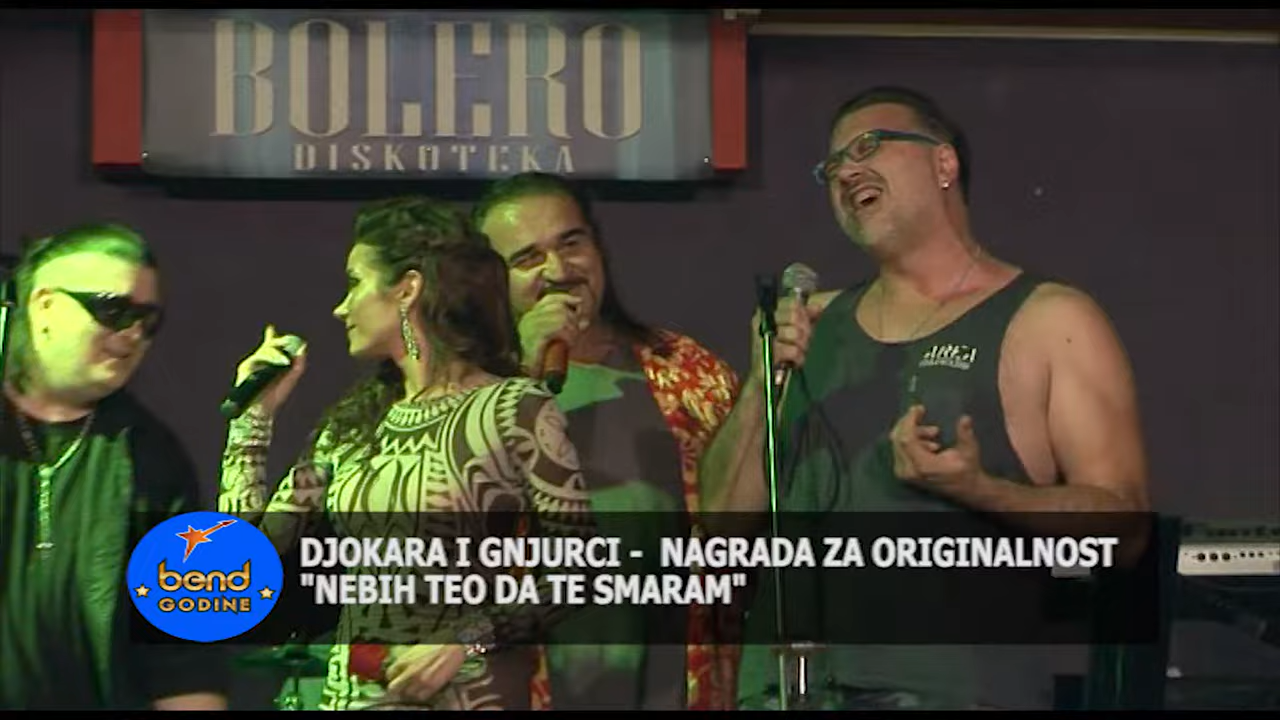 BOLERO
DISKOTEKA
DJOKARA I GNJURCI - NAGRADA ZA ORIGINALNOST
"NEBIH TEO DA TE SMARAM"
bend
GODINE